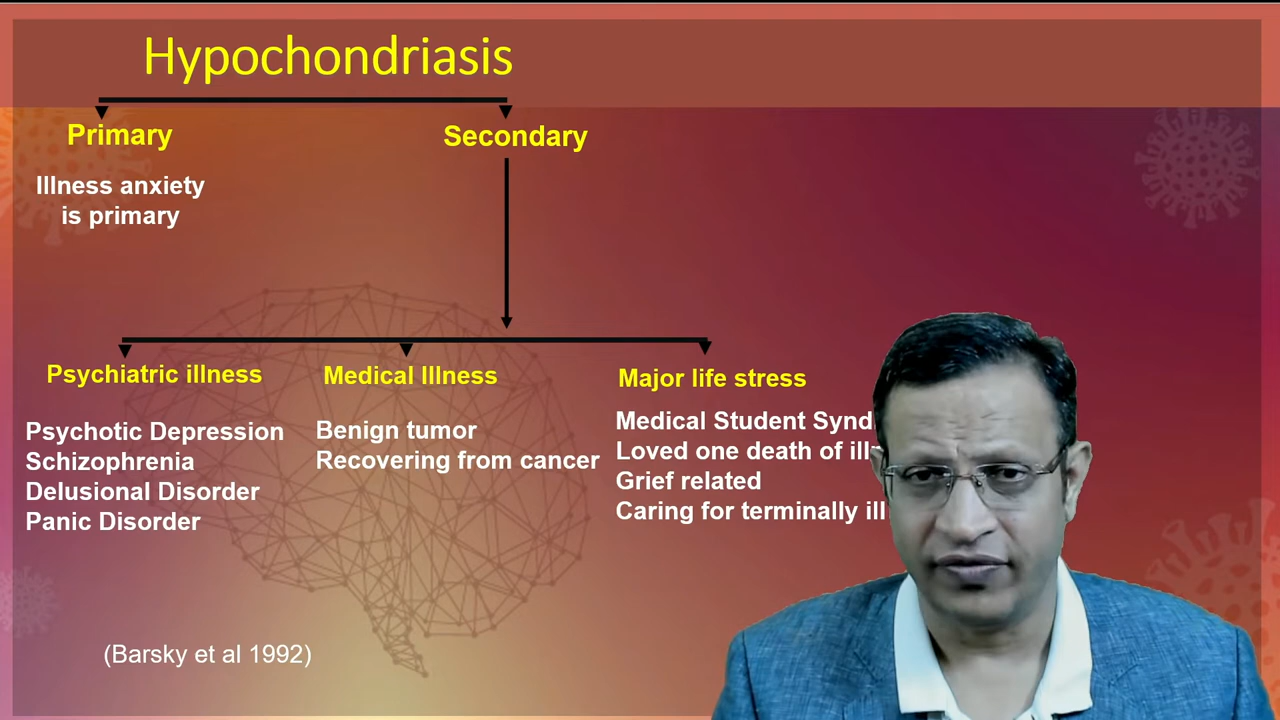 Hypochondriasis
Primary
Secondary
Illness anxiety
is primary
Psychiatric illness
Medical Illness
Major life stress
Psychotic Depression
Schizophrenia
Delusional Disorder
Panic Disorder
Benign tumor
Recovering from cancer
Medical Student
Loved one death of
Grief related
Caring for terminally ill
(Barsky et al 1992)